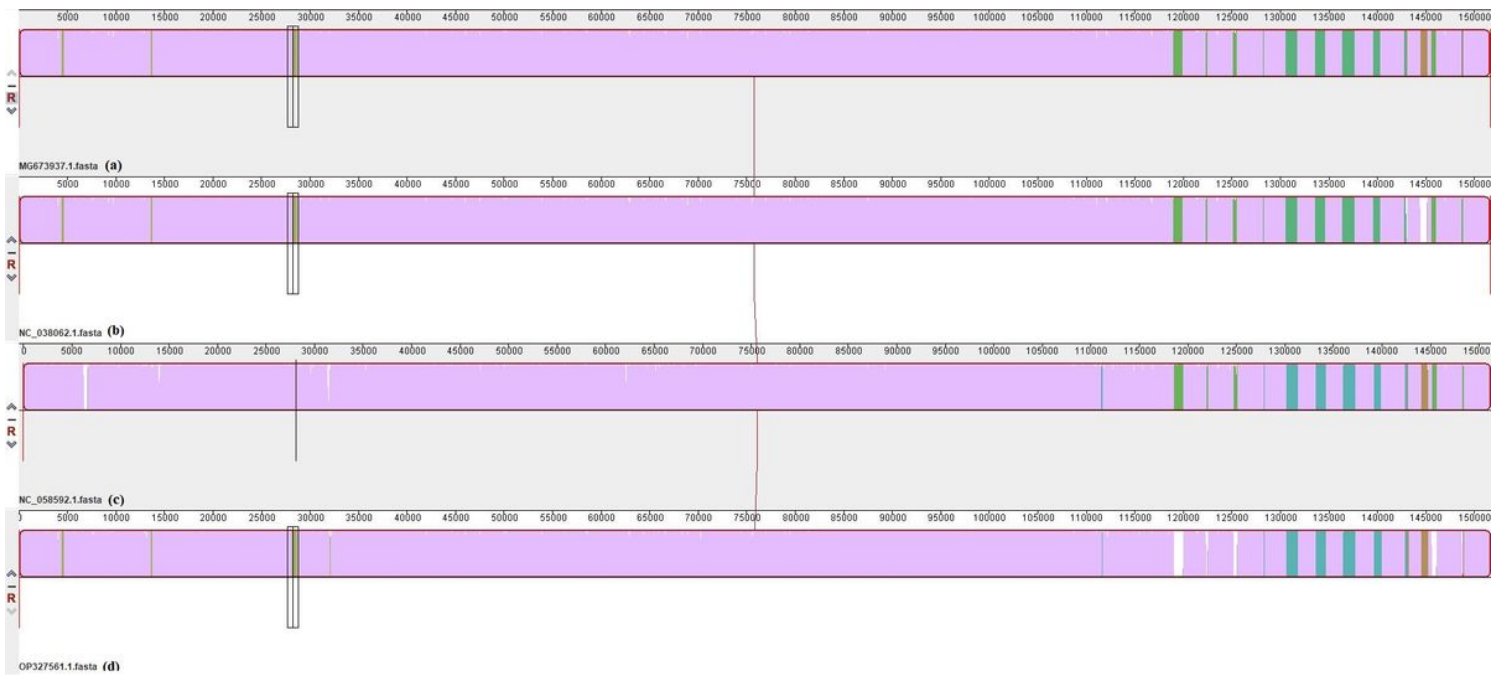 5000 10000 15000 20000 25000 30000 35000 40000 45000 50000 55000 60000 65000 70000 75000 80000 85000 90000 95000 100000 105000 110000 115000 120000 125000 130000 135000 140000 145000 150000
R
MG673937.1.fasta (a)
5000 10000 15000 20000 25000 30000 35000 40000 45000 50000 55000 60000 65000 70000 75000 80000 85000 90000 95000 100000 105000 110000 115000 120000 125000 130000 135000 140000 145000 150000
R
NC_038062.1.fasta (b)
0 5000 10000 15000 20000 25000 30000 35000 40000 45000 50000 55000 60000 65000 70000 75000 80000 85000 90000 95000 100000 105000 110000 115000 120000 125000 130000 135000 140000 145000 150000
R
NC_058592.1.fasta (c)
5000 10000 15000 20000 25000 30000 35000 40000 45000 50000 55000 60000 65000 70000 75000 80000 85000 90000 95000 100000 105000 110000 115000 120000 125000 130000 135000 140000 145000 150000
R
OP327561.1.fasta (d)